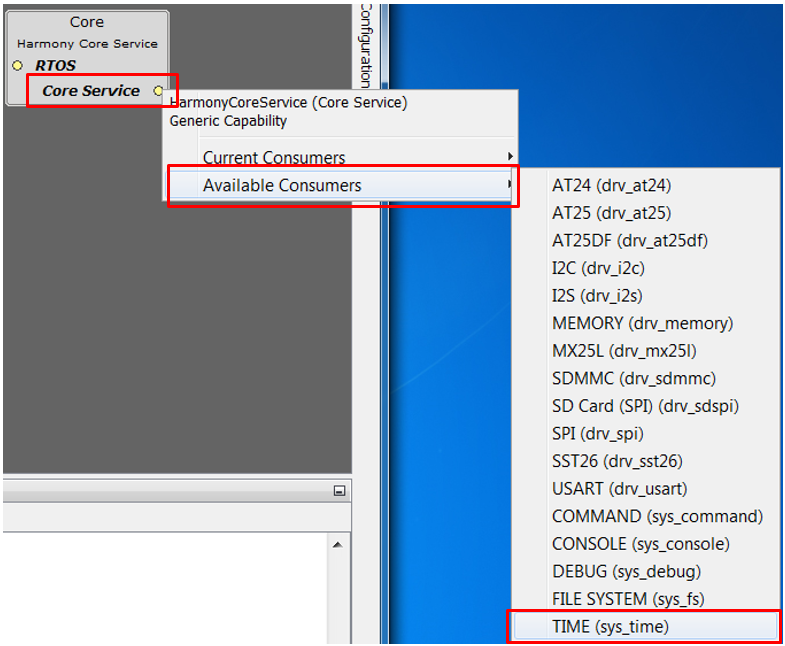 Core
Harmony Core Service
RTOS
Core Service
Configuration
HarmonyCoreService (Core Service)
Generic Capability
Current Consumers
Available Consumers
AT24 (drv_at24)
AT25 (drv_at25)
AT25DF (drv_at25df)
I2C (drv_i2c)
I2S (drv_i2s)
MEMORY (drv_memory)
MX25L (drv_mx25l)
SDMMC (drv_sdmmc)
SD Card (SPI) (drv_sdspi)
SPI (drv_spi)
SST26 (drv_sst26)
USART (drv_usart)
COMMAND (sys_command)
CONSOLE (sys_console)
DEBUG (sys_debug)
FILE SYSTEM (sys_fs)
TIME (sys_time)